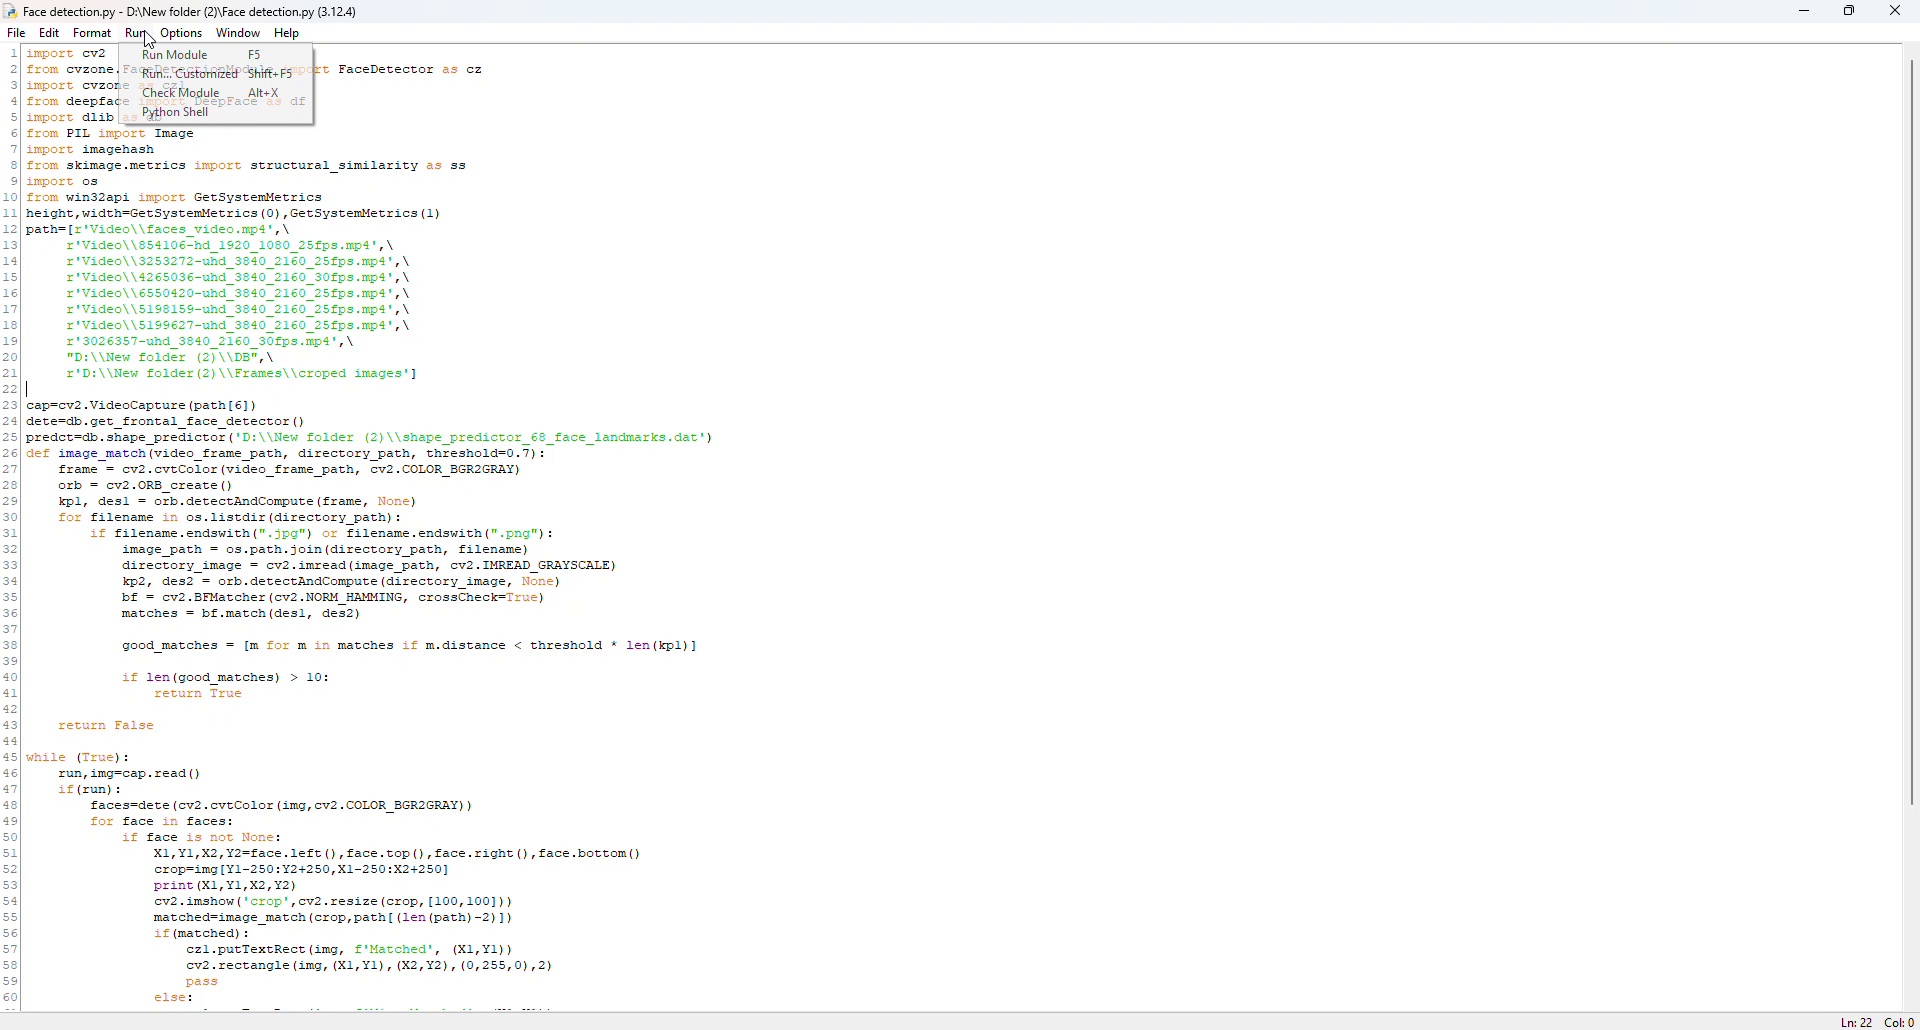 Face detection.py - D:\New folder (2)\Face detection.py (3.12.4)
File Edit Format Run Options Window Help
Run Module F5
Run... Customized Shift+F5
Check Module Alt+X
Python Shell
1 import cv2
2 from cvzone.FaceDetectionModule import FaceDetector as cz
3 import cvzone as cz1
4 from deepface import DeepFace as df
5 import dlib as db
6 from PIL import Image
7 import imagehash
8 from skimage.metrics import structural_similarity as ss
9 import os
10 from win32api import GetSystemMetrics
11 height,width=GetSystemMetrics(0),GetSystemMetrics(1)
12 path=[r'Video\\faces_video.mp4',\
13 r'Video\\854106-hd_1920_1080_25fps.mp4',\
14 r'Video\\3253272-uhd_3840_2160_25fps.mp4',\
15 r'Video\\4265036-uhd_3840_2160_30fps.mp4',\
16 r'Video\\6550420-uhd_3840_2160_25fps.mp4',\
17 r'Video\\5198159-uhd_3840_2160_25fps.mp4',\
18 r'Video\\5199627-uhd_3840_2160_25fps.mp4',\
19 r'3026357-uhd_3840_2160_30fps.mp4',\
20 "D:\\New folder (2)\\DB",\
21 r'D:\\New folder(2)\\Frames\\croped images']
22
23 cap=cv2.VideoCapture(path[6])
24 dete=db.get_frontal_face_detector()
25 predct=db.shape_predictor('D:\\New folder (2)\\shape_predictor_68_face_landmarks.dat')
26 def image_match(video_frame_path, directory_path, threshold=0.7):
27 frame = cv2.cvtColor(video_frame_path, cv2.COLOR_BGR2GRAY)
28 orb = cv2.ORB_create()
29 kp1, des1 = orb.detectAndCompute(frame, None)
30 for filename in os.listdir(directory_path):
31 if filename.endswith(".jpg") or filename.endswith(".png"):
32 image_path = os.path.join(directory_path, filename)
33 directory_image = cv2.imread(image_path, cv2.IMREAD_GRAYSCALE)
34 kp2, des2 = orb.detectAndCompute(directory_image, None)
35 bf = cv2.BFMatcher(cv2.NORM_HAMMING, crossCheck=True)
36 matches = bf.match(des1, des2)
37
38 good_matches = [m for m in matches if m.distance < threshold * len(kp1)]
39
40 if len(good_matches) > 10:
41 return True
42
43 return False
44
45 while (True):
46 run,img=cap.read()
47 if(run):
48 faces=dete(cv2.cvtColor(img,cv2.COLOR_BGR2GRAY))
49 for face in faces:
50 if face is not None:
51 X1,Y1,X2,Y2=face.left(),face.top(),face.right(),face.bottom()
52 crop=img[Y1-250:Y2+250,X1-250:X2+250]
53 print(X1,Y1,X2,Y2)
54 cv2.imshow('crop',cv2.resize(crop,[100,100]))
55 matched=image_match(crop,path[(len(path)-2)])
56 if(matched):
57 cz1.putTextRect(img, f'Matched', (X1,Y1))
58 cv2.rectangle(img,(X1,Y1),(X2,Y2),(0,255,0),2)
59 pass
60 else:
Ln: 22 Col: 0